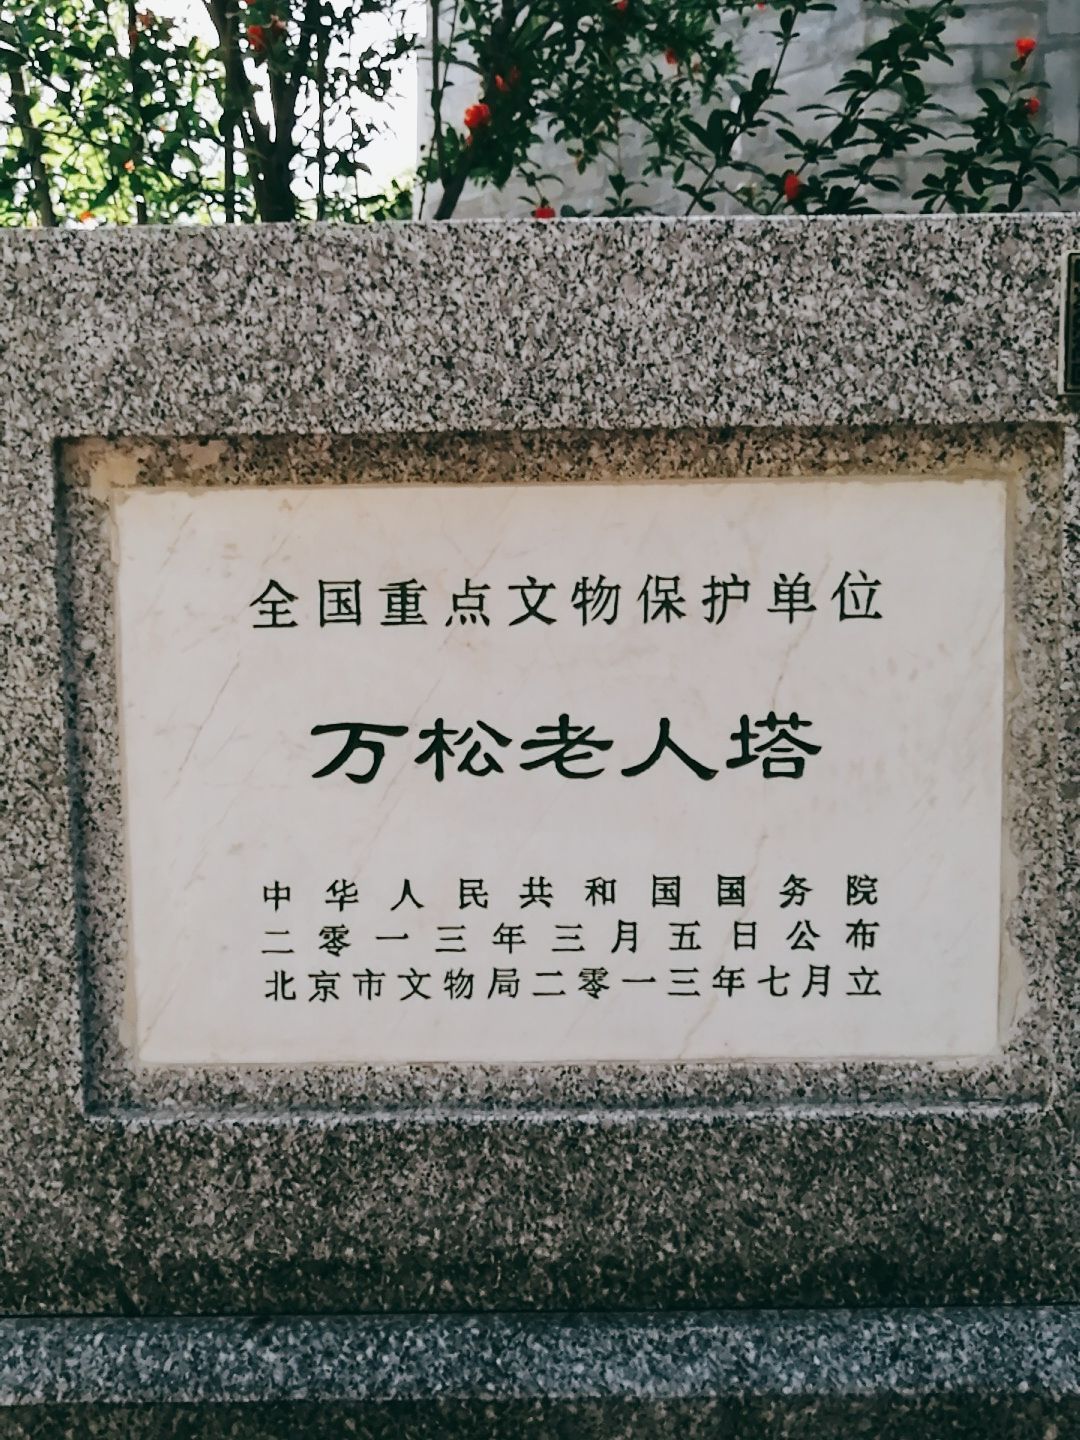 全国重点文物保护单位
万松老人塔
中华人民共和国国务院
二零一三年三月五日公布
北京市文物局二零一三年七月立